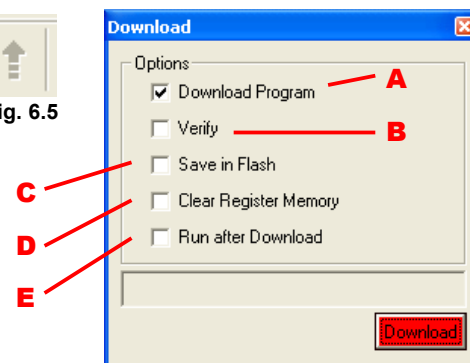 Download
Options
Download Program
A
ig. 6.5
Verify
B
C
Save in Flash
D
Clear Register Memory
E
Run after Download
Download